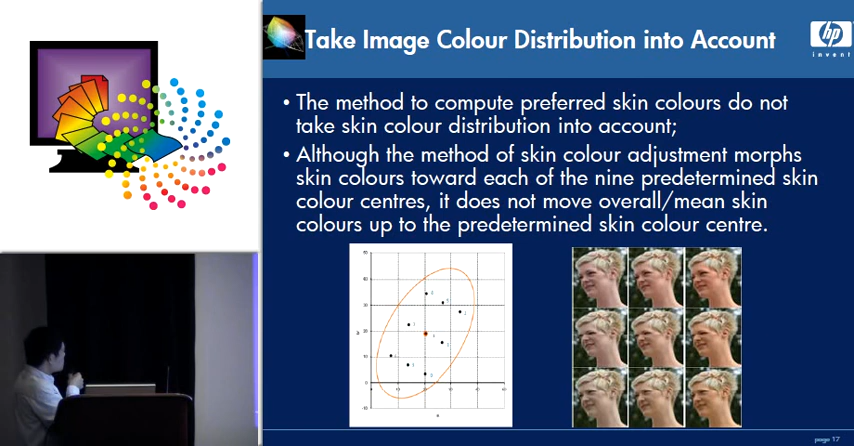 Take Image Colour Distribution into Account
hp
invent
• The method to compute preferred skin colours do not
take skin colour distribution into account;
• Although the method of skin colour adjustment morphs
skin colours toward each of the nine predetermined skin
colour centres, it does not move overall/mean skin
colours up to the predetermined skin colour centre.
page 17